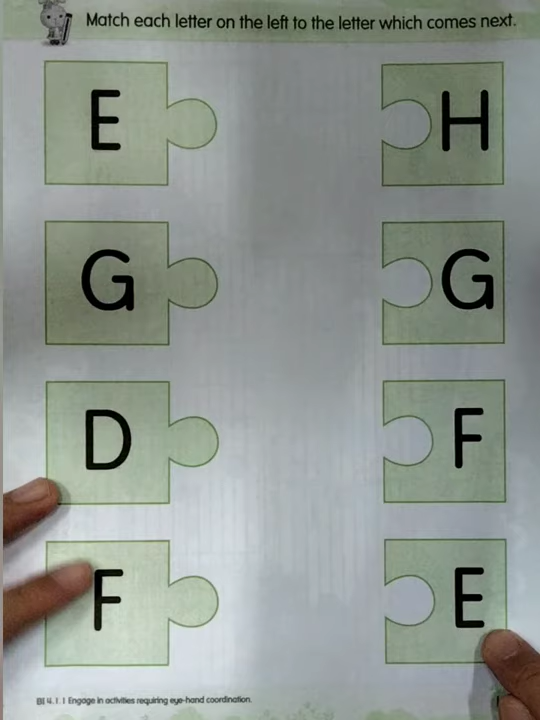 Match each letter on the left to the letter which comes next.
E H
G G
D F
F E
BI 4.1.1 Engage in activities requiring eye-hand coordination.